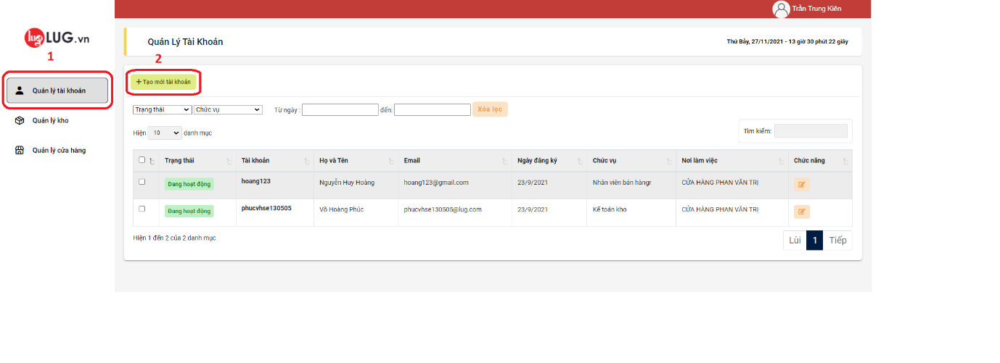 Trần Trung Kiên
lug LUG.vn
1
Quản lý tài khoản
Quản lý kho
Quản lý cửa hàng
Quản Lý Tài Khoản
Thứ Bảy, 27/11/2021 - 13 giờ 30 phút 22 giây
2
+ Tạo mới tài khoản
Trạng thái Chức vụ Từ ngày : đến: Xóa lọc
Hiện 10 danh mục
Tìm kiếm:
Trạng thái Tài khoản Họ và Tên Email Ngày đăng ký Chức vụ Nơi làm việc Chức năng
Đang hoạt động hoang123 Nguyễn Huy Hoàng hoang123@gmail.com 23/9/2021 Nhân viên bán hàngr CỬA HÀNG PHAN VĂN TRỊ
Đang hoạt động phucvhse130505 Võ Hoàng Phúc phucvhse130505@lug.com 23/9/2021 Kế toán kho CỬA HÀNG PHAN VĂN TRỊ
Hiện 1 đến 2 của 2 danh mục
Lùi 1 Tiếp